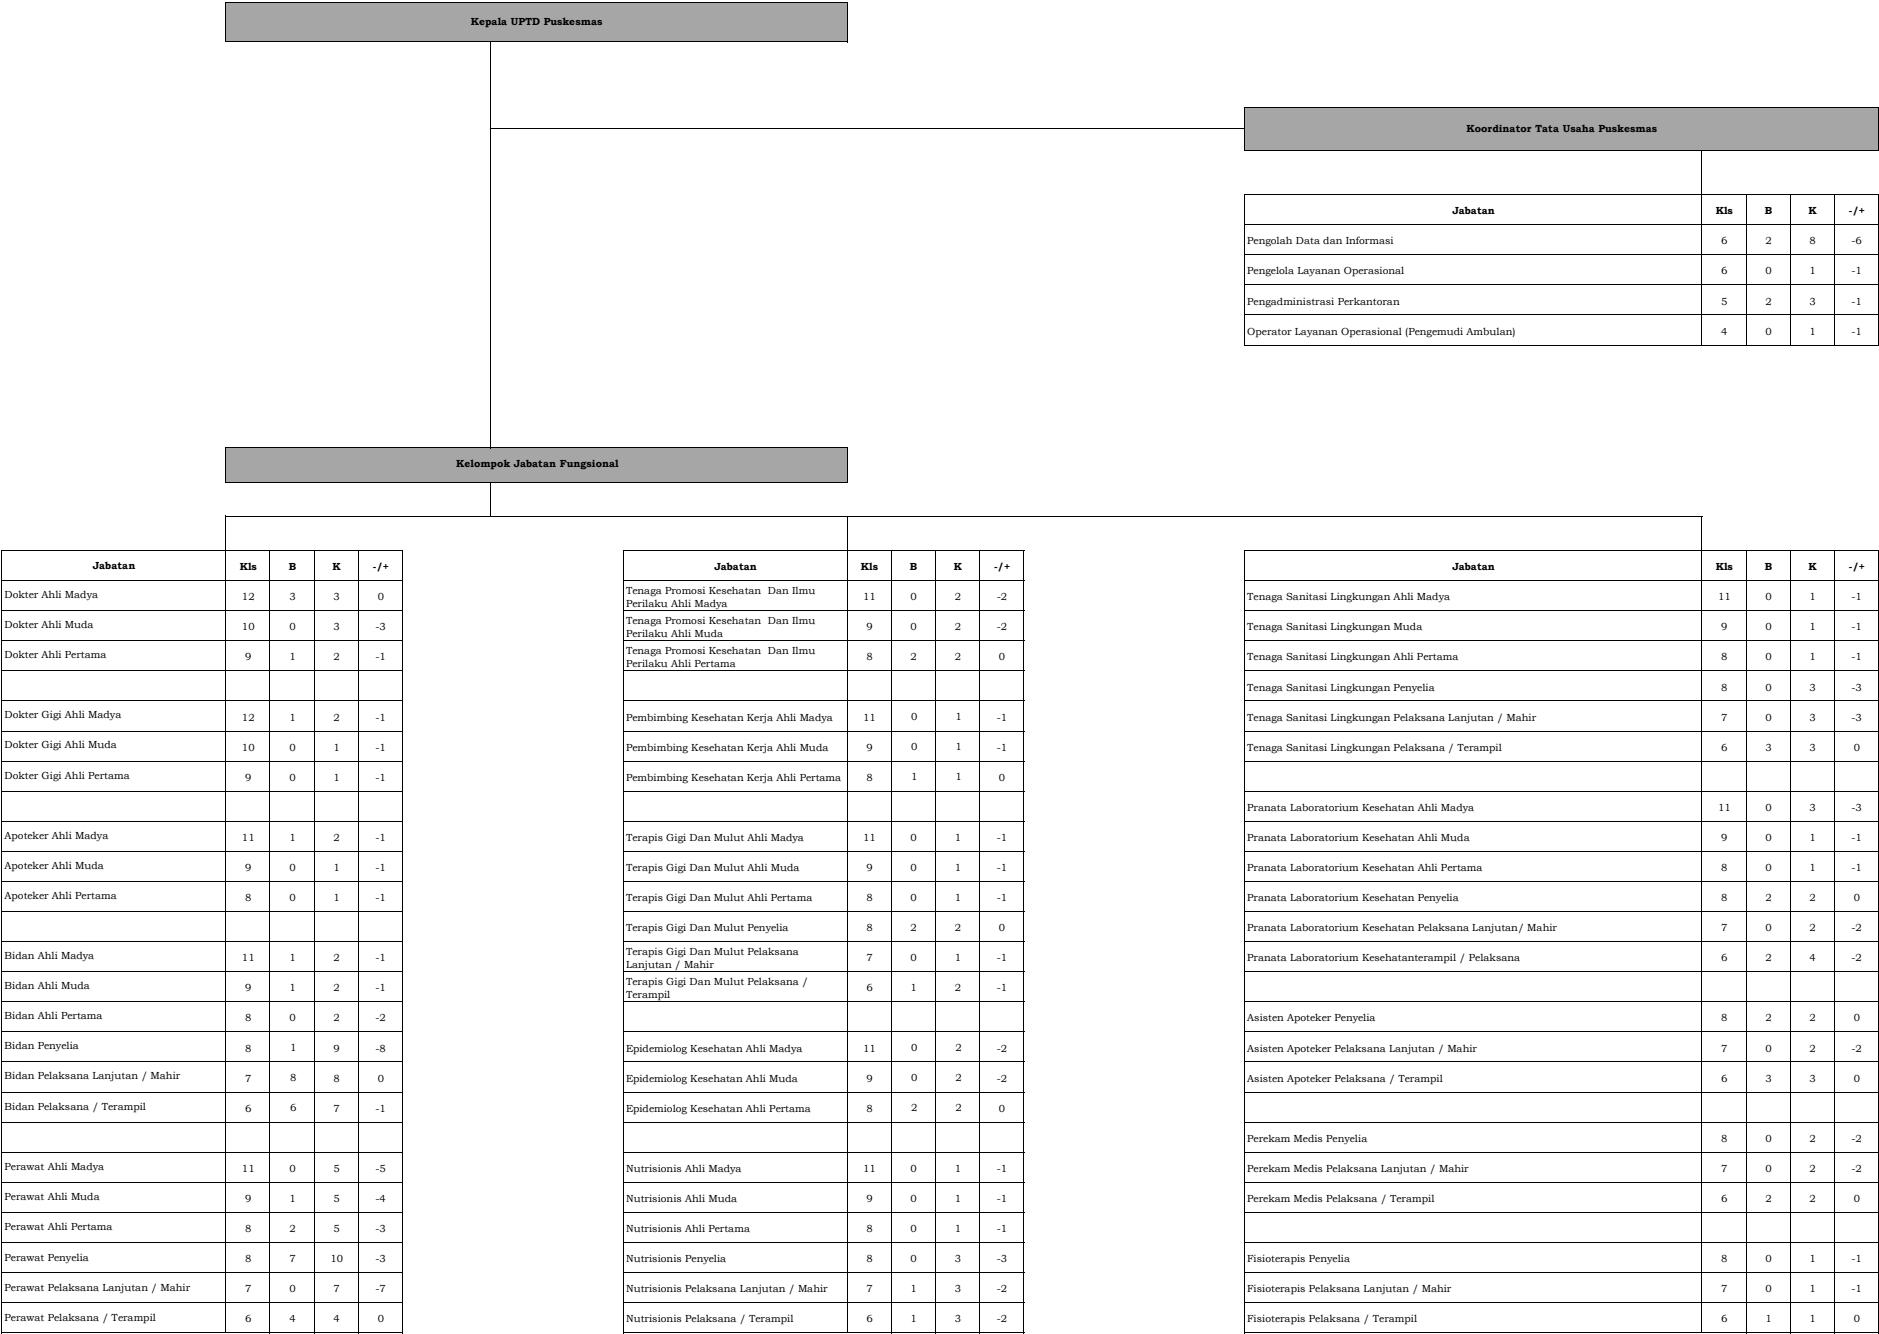 Kepala UPTD Puskesmas
Koordinator Tata Usaha Puskesmas
Jabatan Kls B K -/+
Pengolah Data dan Informasi 6 2 8 -6
Pengelola Layanan Operasional 6 0 1 -1
Pengadministrasi Perkantoran 5 2 3 -1
Operator Layanan Operasional (Pengemudi Ambulan) 4 0 1 -1
Kelompok Jabatan Fungsional
Jabatan Kls B K -/+
Dokter Ahli Madya 12 3 3 0
Dokter Ahli Muda 10 0 3 -3
Dokter Ahli Pertama 9 1 2 -1
Dokter Gigi Ahli Madya 12 1 2 -1
Dokter Gigi Ahli Muda 10 0 1 -1
Dokter Gigi Ahli Pertama 9 0 1 -1
Apoteker Ahli Madya 11 1 2 -1
Apoteker Ahli Muda 9 0 1 -1
Apoteker Ahli Pertama 8 0 1 -1
Bidan Ahli Madya 11 1 2 -1
Bidan Ahli Muda 9 1 2 -1
Bidan Ahli Pertama 8 0 2 -2
Bidan Penyelia 8 1 9 -8
Bidan Pelaksana Lanjutan / Mahir 7 8 8 0
Bidan Pelaksana / Terampil 6 6 7 -1
Perawat Ahli Madya 11 0 5 -5
Perawat Ahli Muda 9 1 5 -4
Perawat Ahli Pertama 8 2 5 -3
Perawat Penyelia 8 7 10 -3
Perawat Pelaksana Lanjutan / Mahir 7 0 7 -7
Perawat Pelaksana / Terampil 6 4 4 0
Jabatan Kls B K -/+
Tenaga Promosi Kesehatan Dan Ilmu
Perilaku Ahli Madya 11 0 2 -2
Tenaga Promosi Kesehatan Dan Ilmu
Perilaku Ahli Muda 9 0 2 -2
Tenaga Promosi Kesehatan Dan Ilmu
Perilaku Ahli Pertama 8 2 2 0
Pembimbing Kesehatan Kerja Ahli Madya 11 0 1 -1
Pembimbing Kesehatan Kerja Ahli Muda 9 0 1 -1
Pembimbing Kesehatan Kerja Ahli Pertama 8 1 1 0
Terapis Gigi Dan Mulut Ahli Madya 11 0 1 -1
Terapis Gigi Dan Mulut Ahli Muda 9 0 1 -1
Terapis Gigi Dan Mulut Ahli Pertama 8 0 1 -1
Terapis Gigi Dan Mulut Penyelia 8 2 2 0
Terapis Gigi Dan Mulut Pelaksana
Lanjutan / Mahir 7 0 1 -1
Terapis Gigi Dan Mulut Pelaksana /
Terampil 6 1 2 -1
Epidemiolog Kesehatan Ahli Madya 11 0 2 -2
Epidemiolog Kesehatan Ahli Muda 9 0 2 -2
Epidemiolog Kesehatan Ahli Pertama 8 2 2 0
Nutrisionis Ahli Madya 11 0 1 -1
Nutrisionis Ahli Muda 9 0 1 -1
Nutrisionis Ahli Pertama 8 0 1 -1
Nutrisionis Penyelia 8 0 3 -3
Nutrisionis Pelaksana Lanjutan / Mahir 7 1 3 -2
Nutrisionis Pelaksana / Terampil 6 1 3 -2
Jabatan Kls B K -/+
Tenaga Sanitasi Lingkungan Ahli Madya 11 0 1 -1
Tenaga Sanitasi Lingkungan Muda 9 0 1 -1
Tenaga Sanitasi Lingkungan Ahli Pertama 8 0 1 -1
Tenaga Sanitasi Lingkungan Penyelia 8 0 3 -3
Tenaga Sanitasi Lingkungan Pelaksana Lanjutan / Mahir 7 0 3 -3
Tenaga Sanitasi Lingkungan Pelaksana / Terampil 6 3 3 0
Pranata Laboratorium Kesehatan Ahli Madya 11 0 3 -3
Pranata Laboratorium Kesehatan Ahli Muda 9 0 1 -1
Pranata Laboratorium Kesehatan Ahli Pertama 8 0 1 -1
Pranata Laboratorium Kesehatan Penyelia 8 2 2 0
Pranata Laboratorium Kesehatan Pelaksana Lanjutan/ Mahir 7 0 2 -2
Pranata Laboratorium Kesehatanterampil / Pelaksana 6 2 4 -2
Asisten Apoteker Penyelia 8 2 2 0
Asisten Apoteker Pelaksana Lanjutan / Mahir 7 0 2 -2
Asisten Apoteker Pelaksana / Terampil 6 3 3 0
Perekam Medis Penyelia 8 0 2 -2
Perekam Medis Pelaksana Lanjutan / Mahir 7 0 2 -2
Perekam Medis Pelaksana / Terampil 6 2 2 0
Fisioterapis Penyelia 8 0 1 -1
Fisioterapis Pelaksana Lanjutan / Mahir 7 0 1 -1
Fisioterapis Pelaksana / Terampil 6 1 1 0